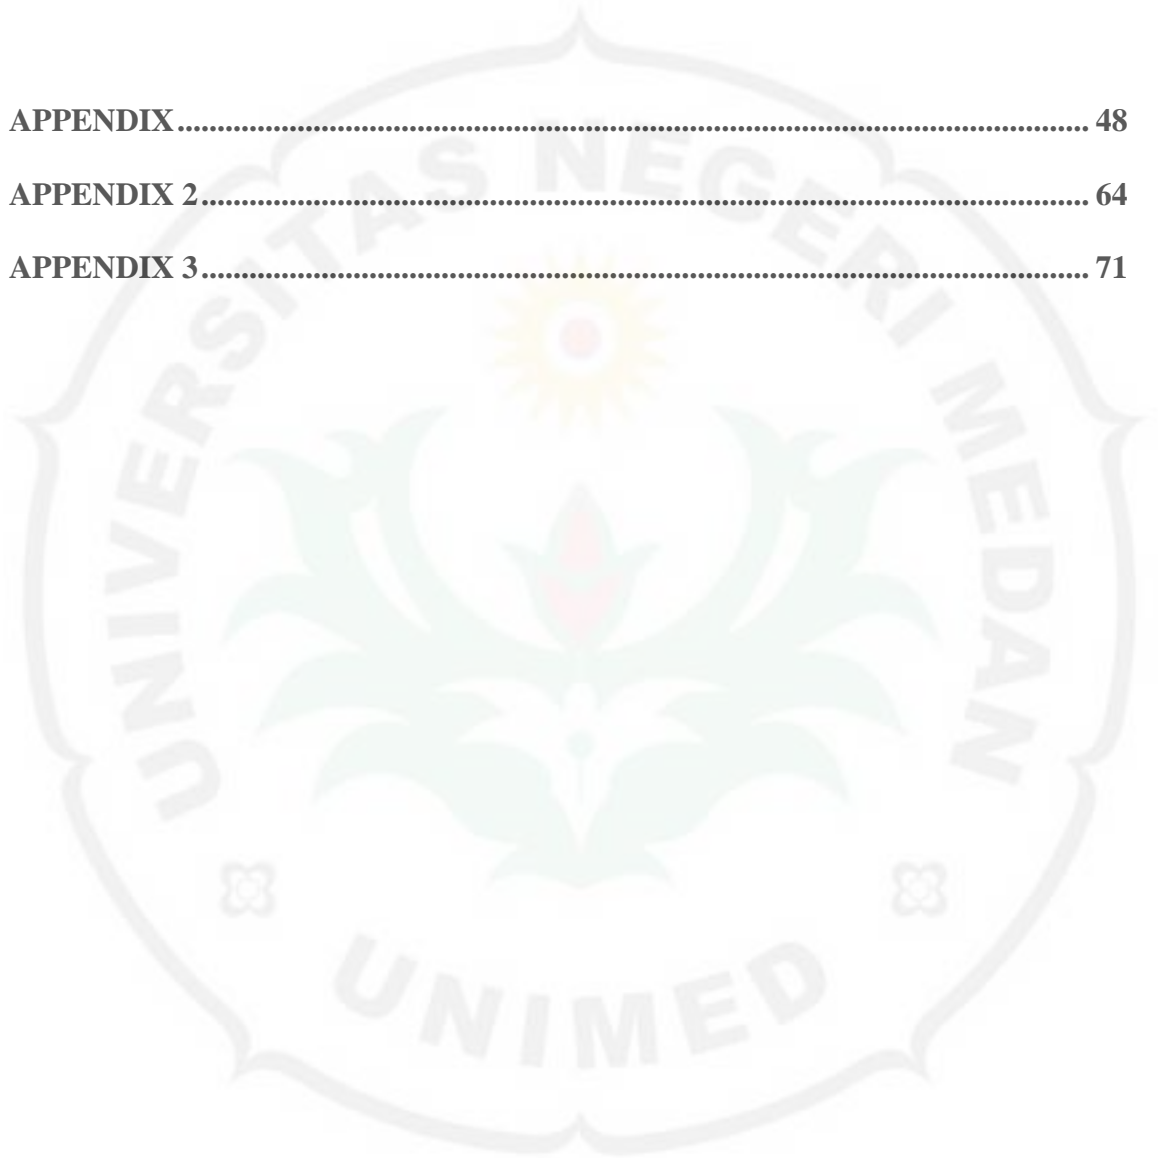 APPENDIX.................................................................................................................. 48
APPENDIX 2............................................................................................................... 64
APPENDIX 3............................................................................................................... 71
UNIVERSITAS NEGERI MEDAN
UNIMED